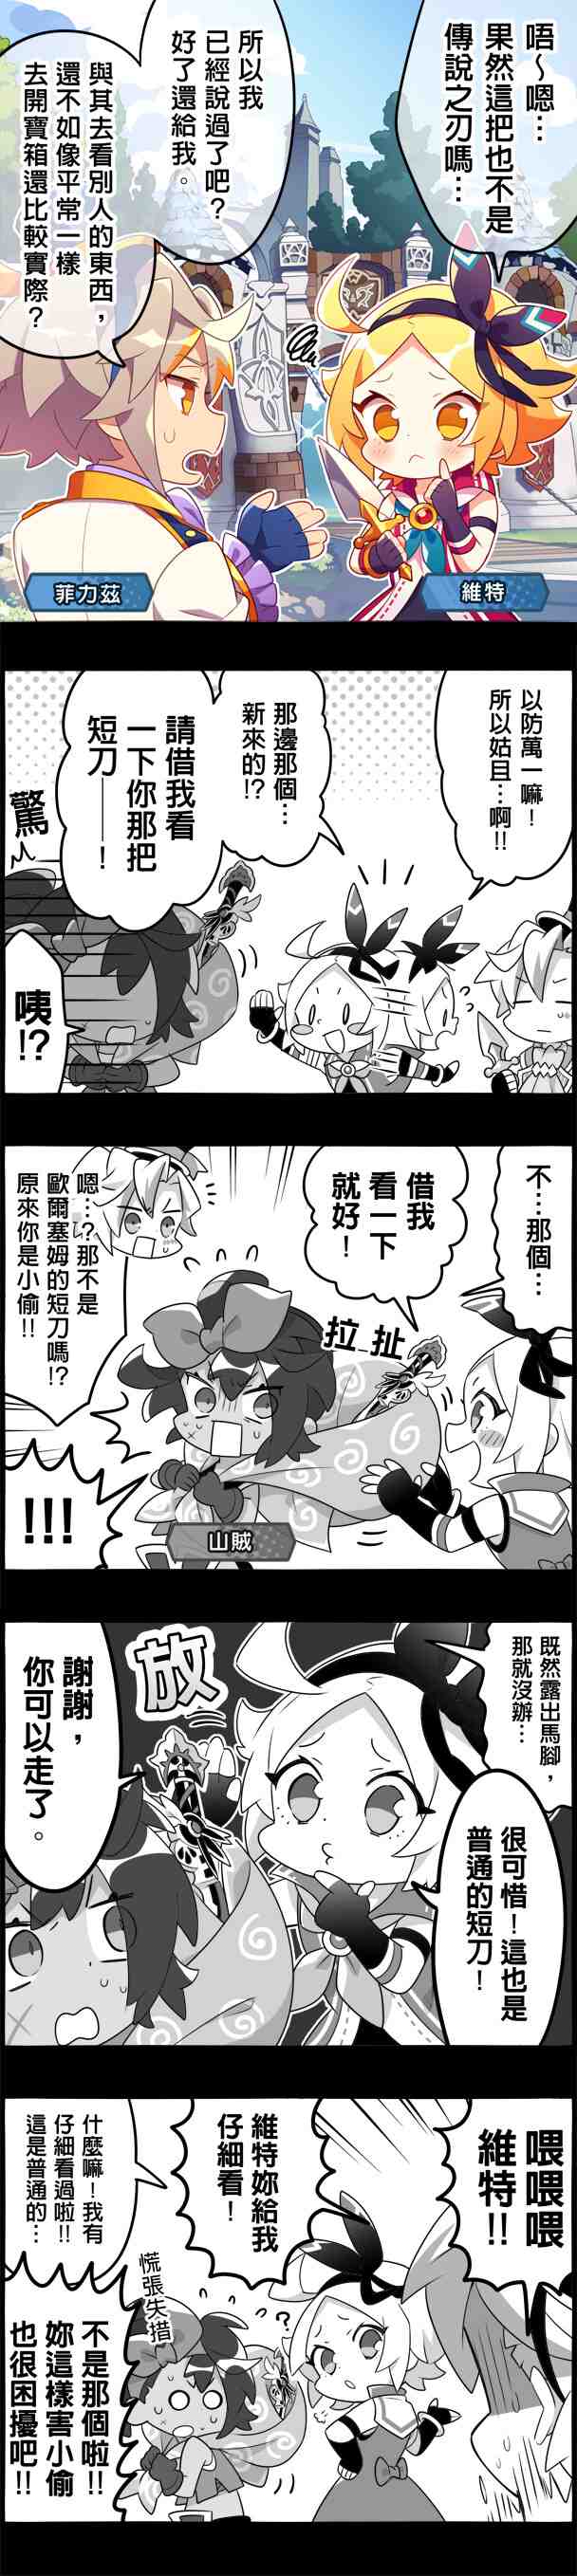 唔～嗯…
果然這把也不是
傳說之刃嗎…
所以我
已經說過了吧？
好了還給我。
與其去看別人的東西，
還不如像平常一樣
去開寶箱還比較實際？
菲力茲
維特
以防萬一嘛！
所以姑且…啊!!
那邊那個…
新來的!?
請借我看
一下你那把
短刀——！
驚
咦!?
不…那個…
借我
看一下
就好！
拉_扯
嗯…？那不是
歐爾塞姆的短刀嗎!?
原來你是小偷!!
!!!
山賊
既然露出馬腳，
那就沒辦…
很可惜！這也是
普通的短刀！
放
謝謝，
你可以走了。
喂喂喂
維特!!
維特妳給我
仔細看！
什麼嘛！我有
仔細看過啦!!
這是普通的…
慌張失措
不是那個啦!!
妳這樣害小偷
也很困擾吧!!